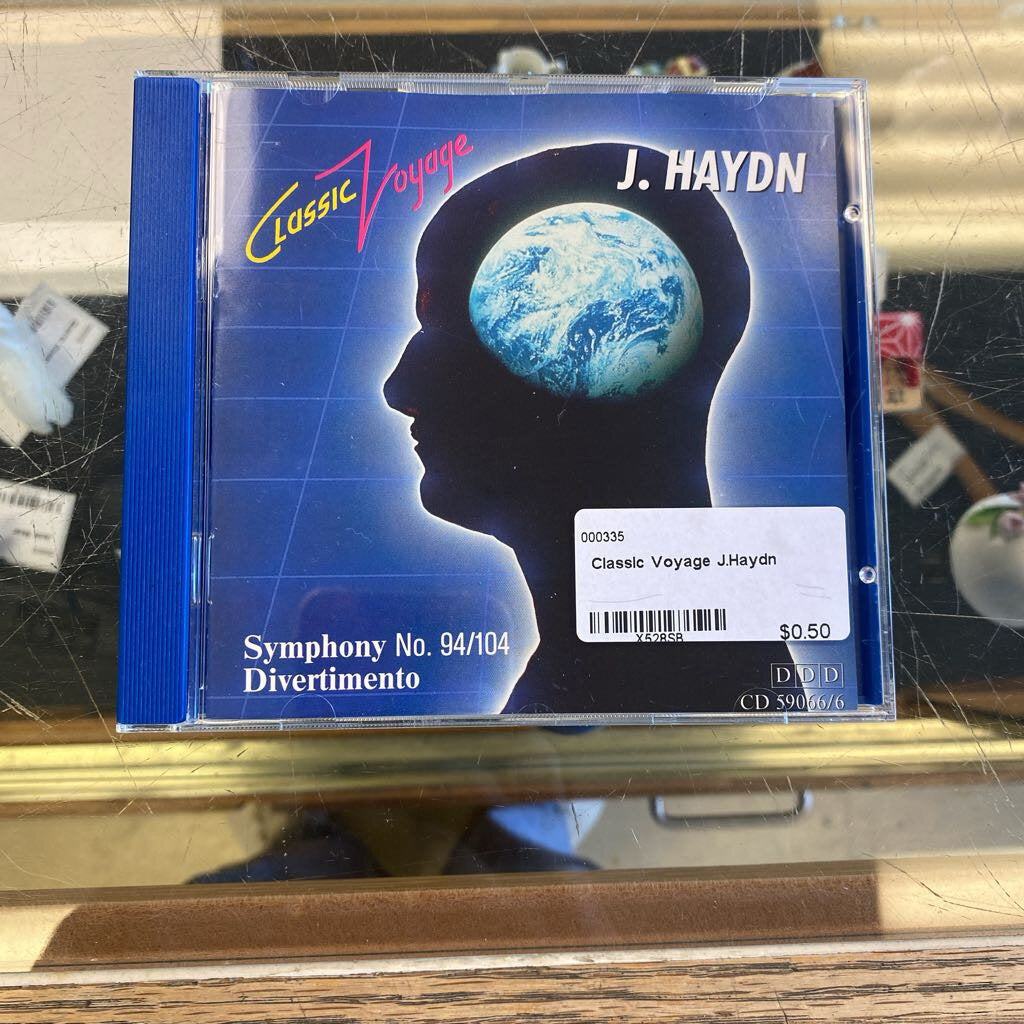 Classic Voyage
J. HAYDN
000335
Classic Voyage J.Haydn
X528SB
$0.50
Symphony No. 94/104
Divertimento
DDD
CD 59066/6